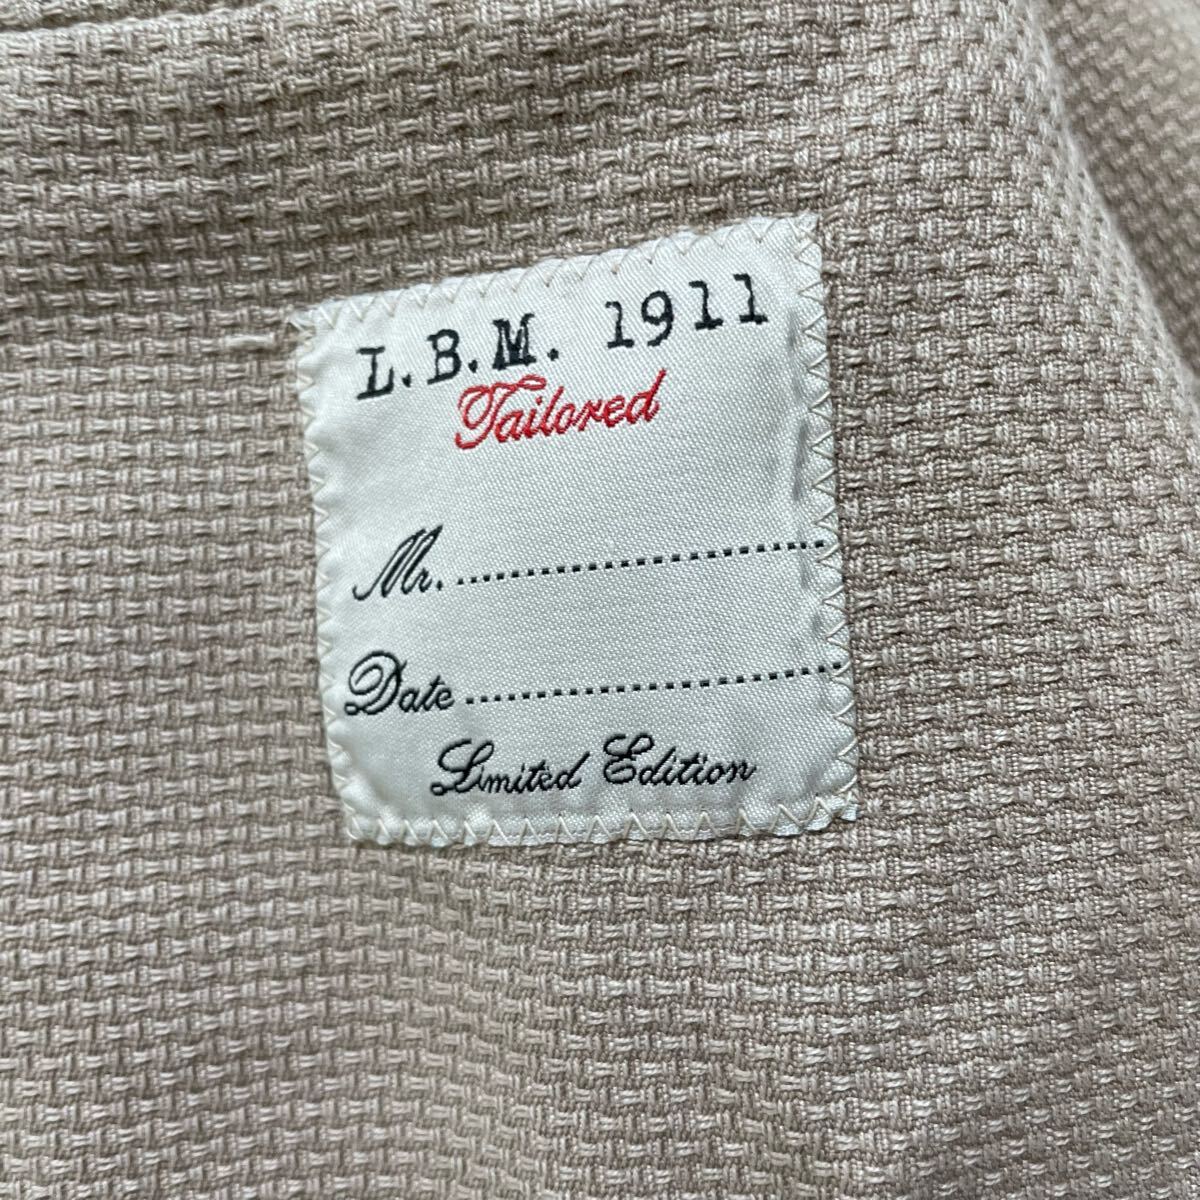 L.B.M. 1911
Tailored
Mr. ........................................
Date ........................................
Limited Edition